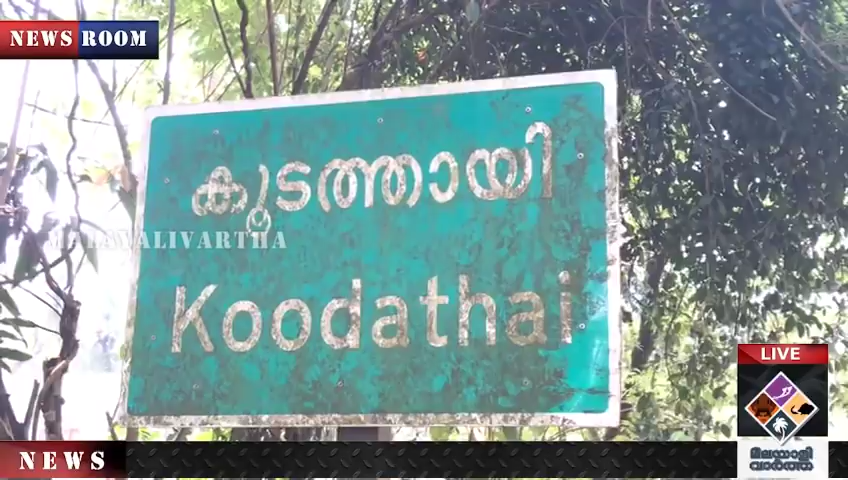 NEWS ROOM
കൂടത്തായി
MALAYALIVARTHA
Koodathai
LIVE
NEWS
മലയാളി
വാർത്ത